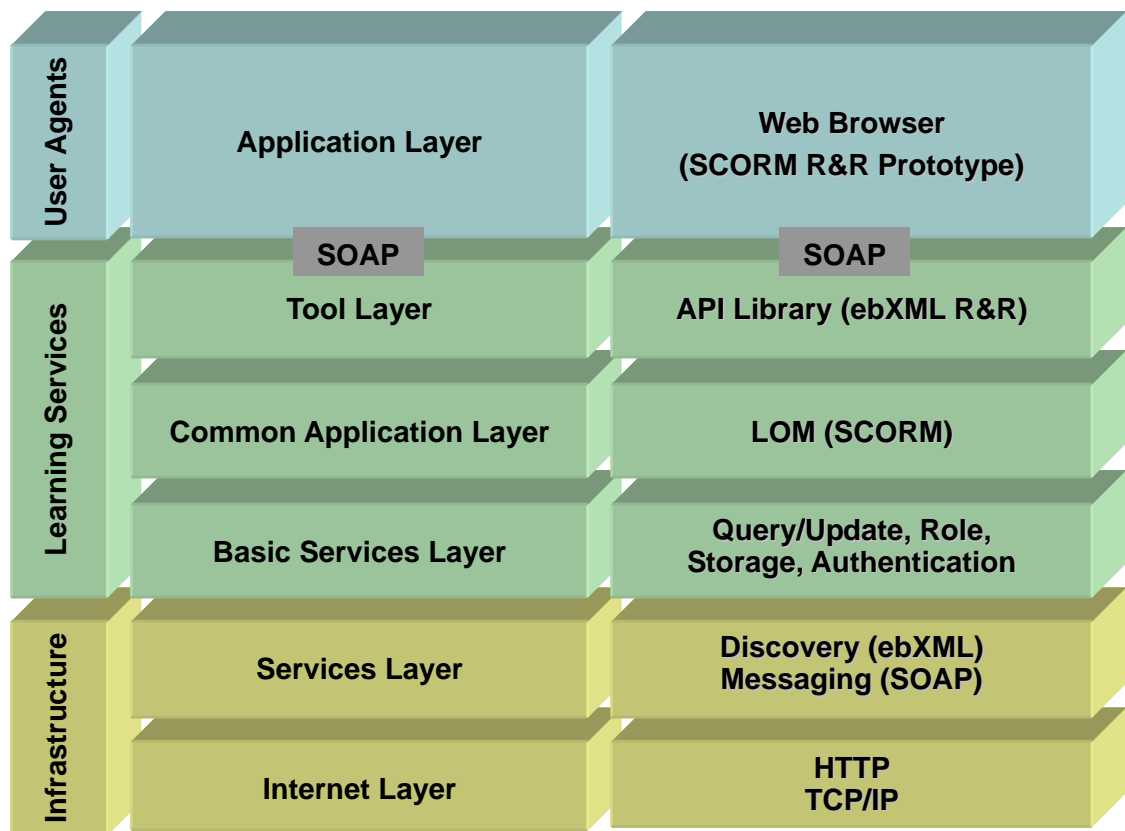 User Agents
Application Layer
Web Browser
(SCORM R&R Prototype)
SOAP
SOAP
Learning Services
Tool Layer
API Library (ebXML R&R)
Common Application Layer
LOM (SCORM)
Basic Services Layer
Query/Update, Role,
Storage, Authentication
Infrastructure
Services Layer
Discovery (ebXML)
Messaging (SOAP)
Internet Layer
HTTP
TCP/IP